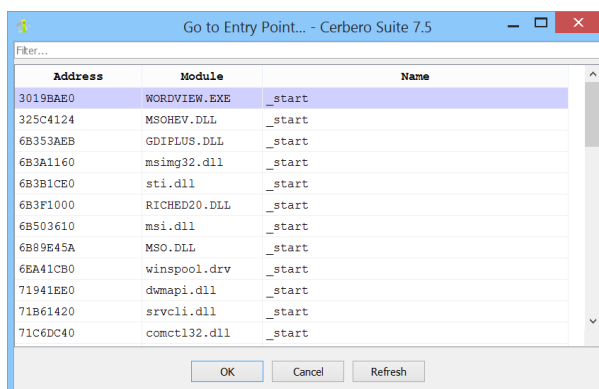 Go to Entry Point... - Cerbero Suite 7.5
Filter...
Address Module Name
3019BAE0 WORDVIEW.EXE _start
325C4124 MSOHEV.DLL _start
6B353AEB GDIPLUS.DLL _start
6B3A1160 msimg32.dll _start
6B3B1CE0 sti.dll _start
6B3F1000 RICHED20.DLL _start
6B503610 msi.dll _start
6B89E45A MSO.DLL _start
6EA41CB0 winspool.drv _start
71941EE0 dwmapi.dll _start
71B61420 srvcli.dll _start
71C6DC40 comctl32.dll _start
OK Cancel Refresh